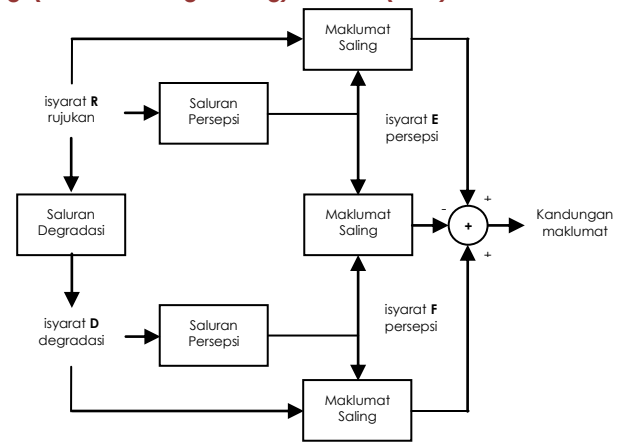 Maklumat
Saling
isyarat R
rujukan
Saluran
Persepsi
isyarat E
persepsi
Saluran
Degradasi
Maklumat
Saling
-
+
+
+
Kandungan
maklumat
isyarat D
degradasi
Saluran
Persepsi
isyarat F
persepsi
Maklumat
Saling